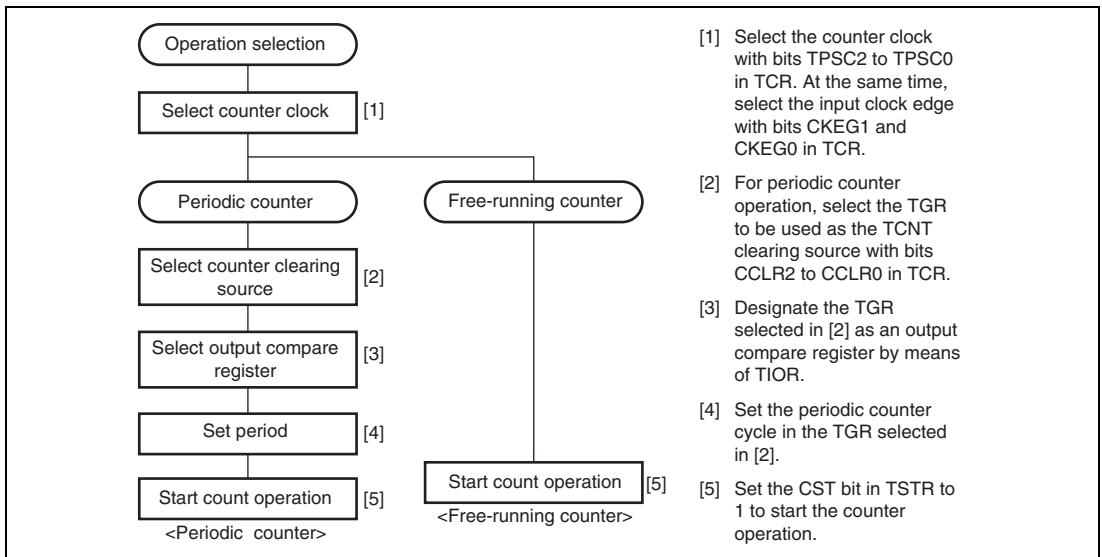 Operation selection
Select counter clock
[1]
Periodic counter
Free-running counter
Select counter clearing
source
[2]
Select output compare
register
[3]
Set period
[4]
Start count operation
[5]
<Periodic counter>
Start count operation
[5]
<Free-running counter>
[1] Select the counter clock
with bits TPSC2 to TPSC0
in TCR. At the same time,
select the input clock edge
with bits CKEG1 and
CKEG0 in TCR.
[2] For periodic counter
operation, select the TGR
to be used as the TCNT
clearing source with bits
CCLR2 to CCLR0 in TCR.
[3] Designate the TGR
selected in [2] as an output
compare register by means
of TIOR.
[4] Set the periodic counter
cycle in the TGR selected
in [2].
[5] Set the CST bit in TSTR to
1 to start the counter
operation.